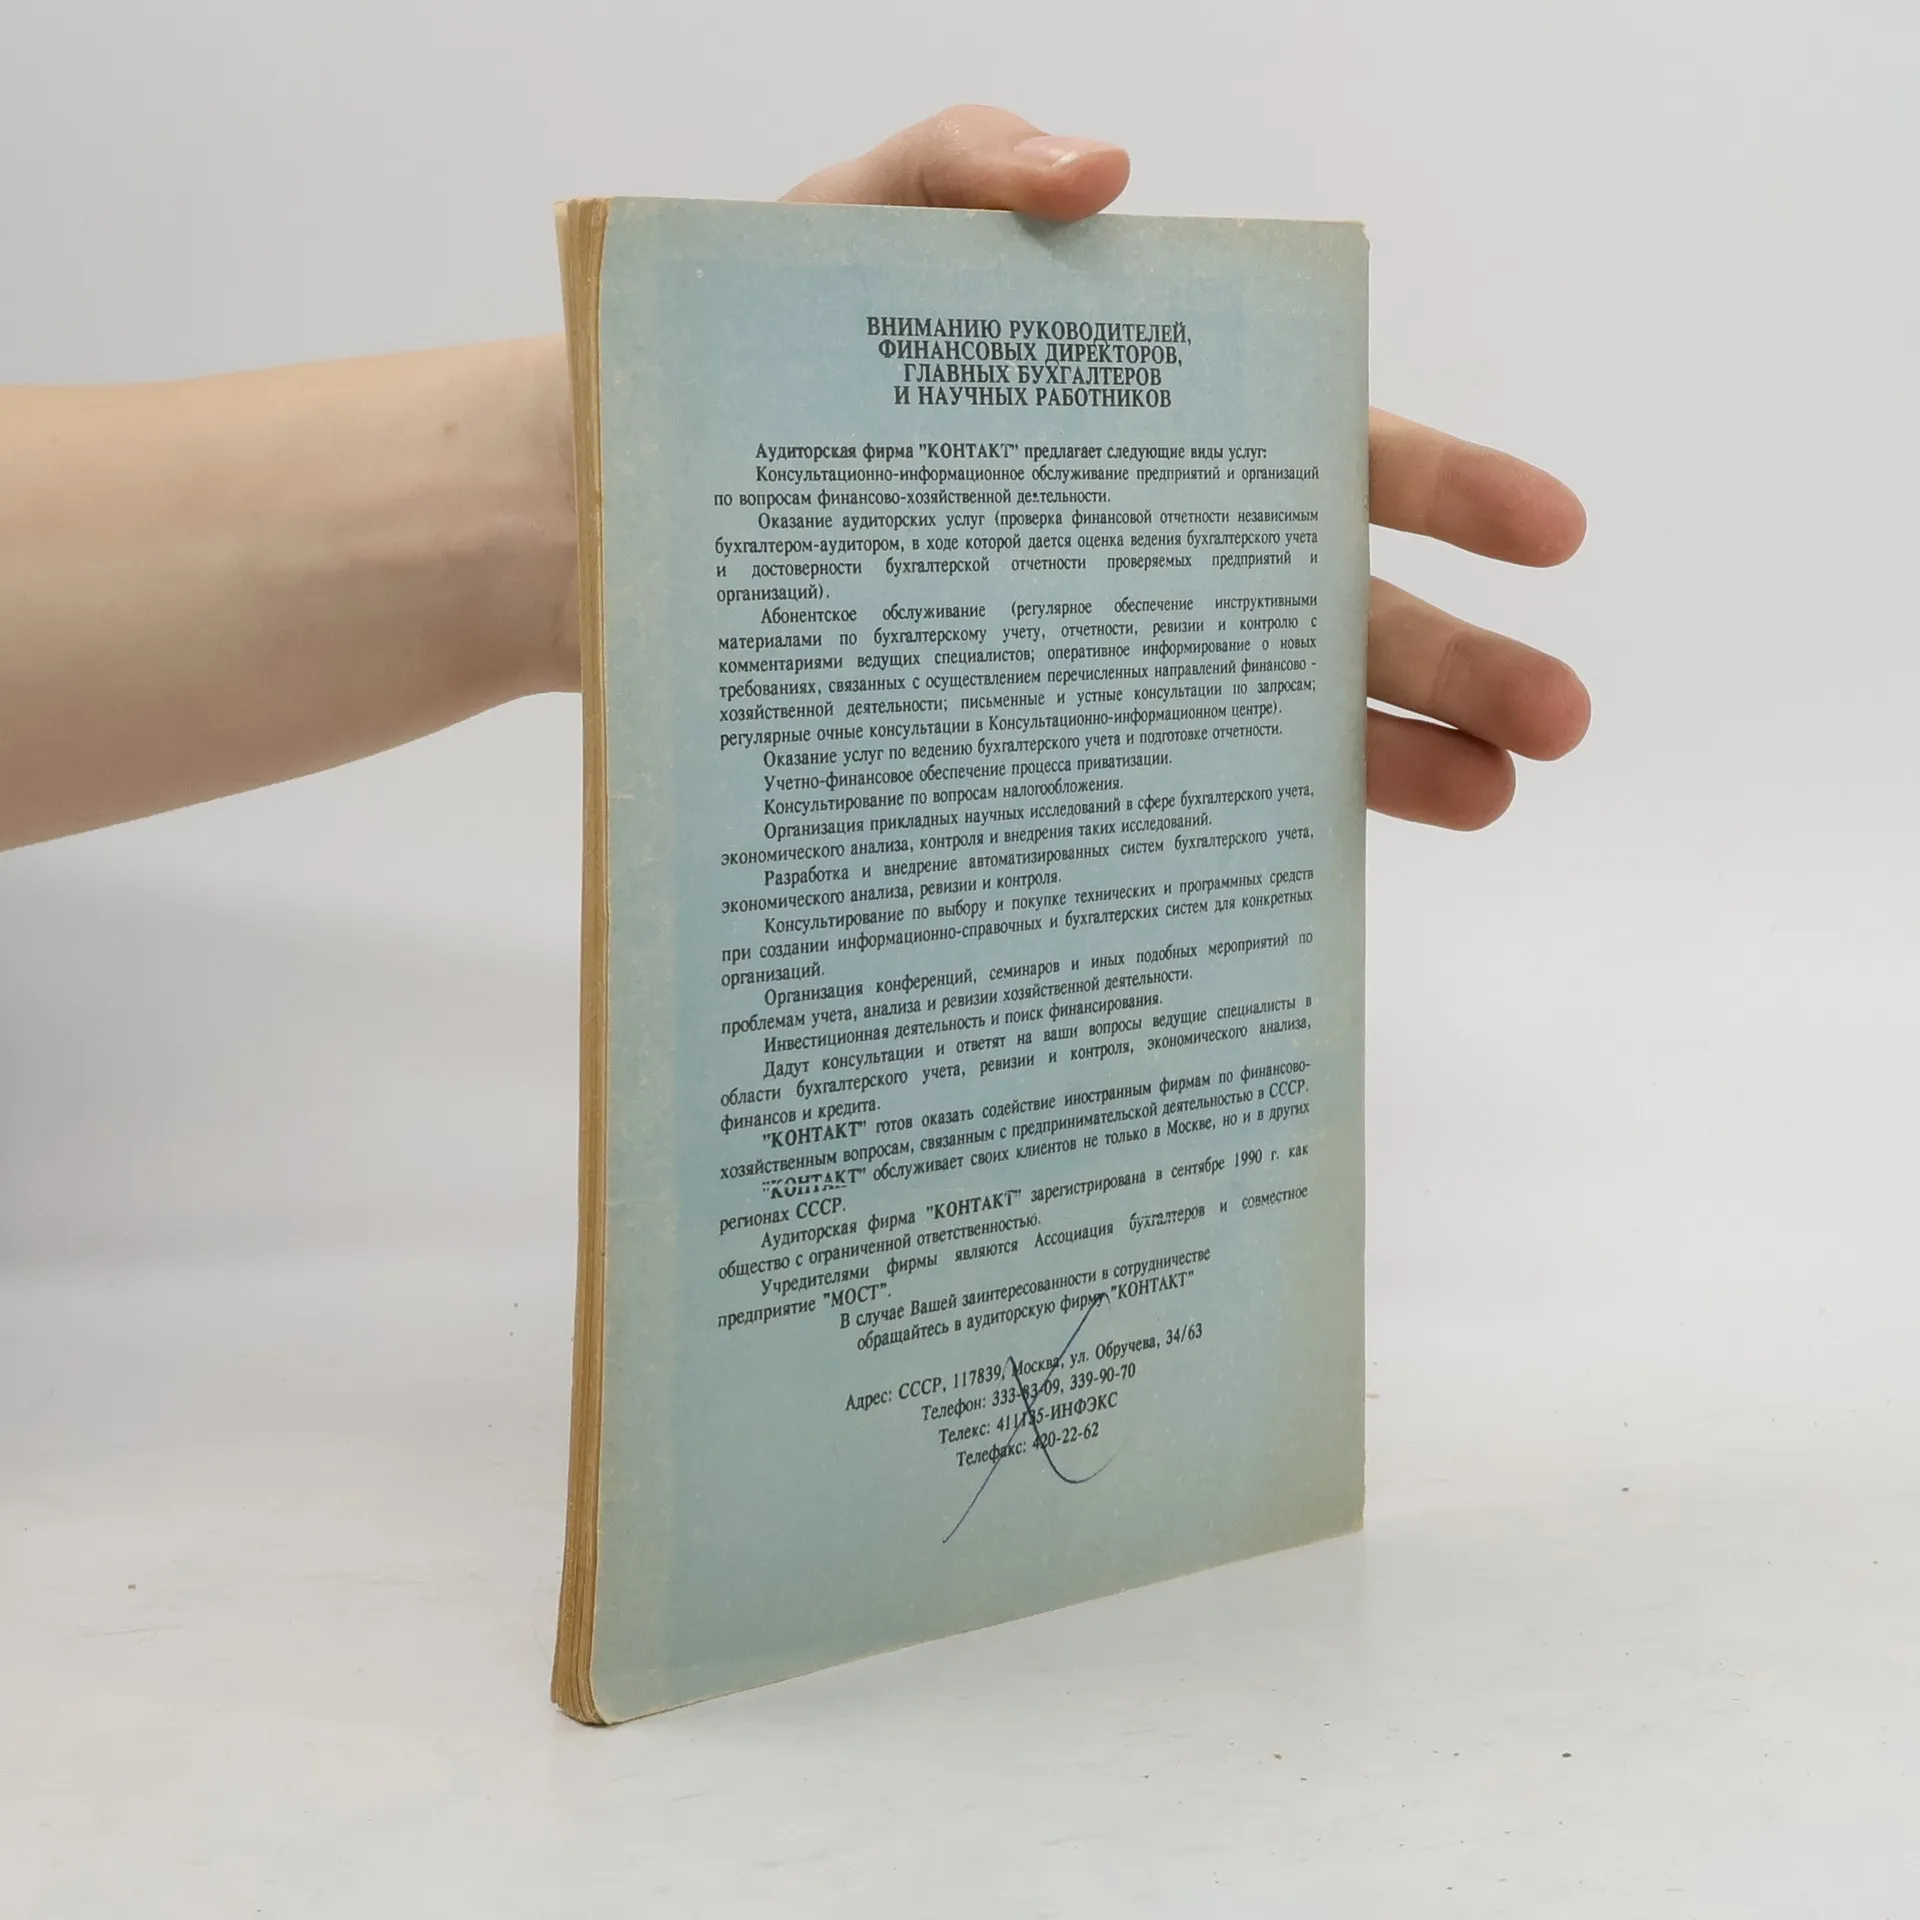 ВНИМАНИЮ РУКОВОДИТЕЛЕЙ,
ФИНАНСОВЫХ ДИРЕКТОРОВ,
ГЛАВНЫХ БУХГАЛТЕРОВ
И НАУЧНЫХ РАБОТНИКОВ
Аудиторская фирма "КОНТАКТ" предлагает следующие виды услуг:
Консультационно-информационное обслуживание предприятий и организаций
по вопросам финансово-хозяйственной деятельности.
Оказание аудиторских услуг (проверка финансовой отчетности независимым
бухгалтером-аудитором, в ходе которой дается оценка ведения бухгалтерского учета
и достоверности бухгалтерской отчетности проверяемых предприятий и
организаций).
Абонентское обслуживание (регулярное обеспечение инструктивными
материалами по бухгалтерскому учету, отчетности, ревизии и контролю с
комментариями ведущих специалистов; оперативное информирование о новых
требованиях, связанных с осуществлением перечисленных направлений финансово -
хозяйственной деятельности; письменные и устные консультации по запросам;
регулярные очные консультации в Консультационно-информационном центре).
Оказание услуг по ведению бухгалтерского учета и подготовке отчетности.
Учетно-финансовое обеспечение процесса приватизации.
Консультирование по вопросам налогообложения.
Организация прикладных научных исследований в сфере бухгалтерского учета,
экономического анализа, контроля и внедрения таких исследований.
Разработка и внедрение автоматизированных систем бухгалтерского учета,
экономического анализа, ревизии и контроля.
Консультирование по выбору и покупке технических и программных средств
при создании информационно-справочных и бухгалтерских систем для конкретных
организаций.
Организация конференций, семинаров и иных подобных мероприятий по
проблемам учета, анализа и ревизии хозяйственной деятельности.
Инвестиционная деятельность и поиск финансирования.
Дадут консультации и ответят на ваши вопросы ведущие специалисты в
области бухгалтерского учета, ревизии и контроля, экономического анализа,
финансов и кредита.
"КОНТАКТ" готов оказать содействие иностранным фирмам по финансово-
хозяйственным вопросам, связанным с предпринимательской деятельностью в СССР.
"КОНТАКТ" обслуживает своих клиентов не только в Москве, но и в других
регионах СССР.
Аудиторская фирма "КОНТАКТ" зарегистрирована в сентябре 1990 г. как
общество с ограниченной ответственностью.
Учредителями фирмы являются Ассоциация бухгалтеров и совместное
предприятие "МОСТ".
В случае Вашей заинтересованности в сотрудничестве
обращайтесь в аудиторскую фирму "КОНТАКТ"
Адрес: СССР, 117839, Москва, ул. Обручева, 34/63
Телефон: 333-83-09, 339-90-70
Телекс: 411135-ИНФЭКС
Телефакс: 420-22-62